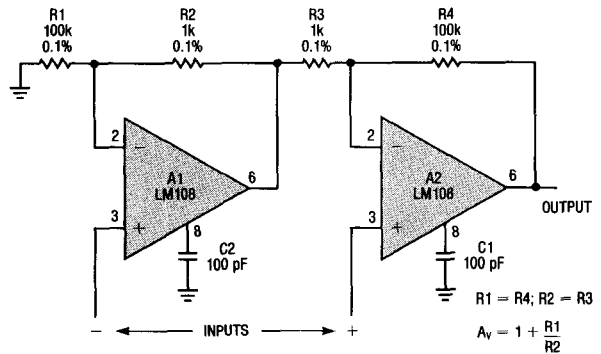 R1
100k
0.1%
R2
1k
0.1%
R3
1k
0.1%
R4
100k
0.1%
2
−
A1
LM108
6
3
+
8
C2
100 pF
2
−
A2
LM108
6
OUTPUT
3
+
8
C1
100 pF
− INPUTS +
R1 = R4; R2 = R3
Av = 1 + R1/R2